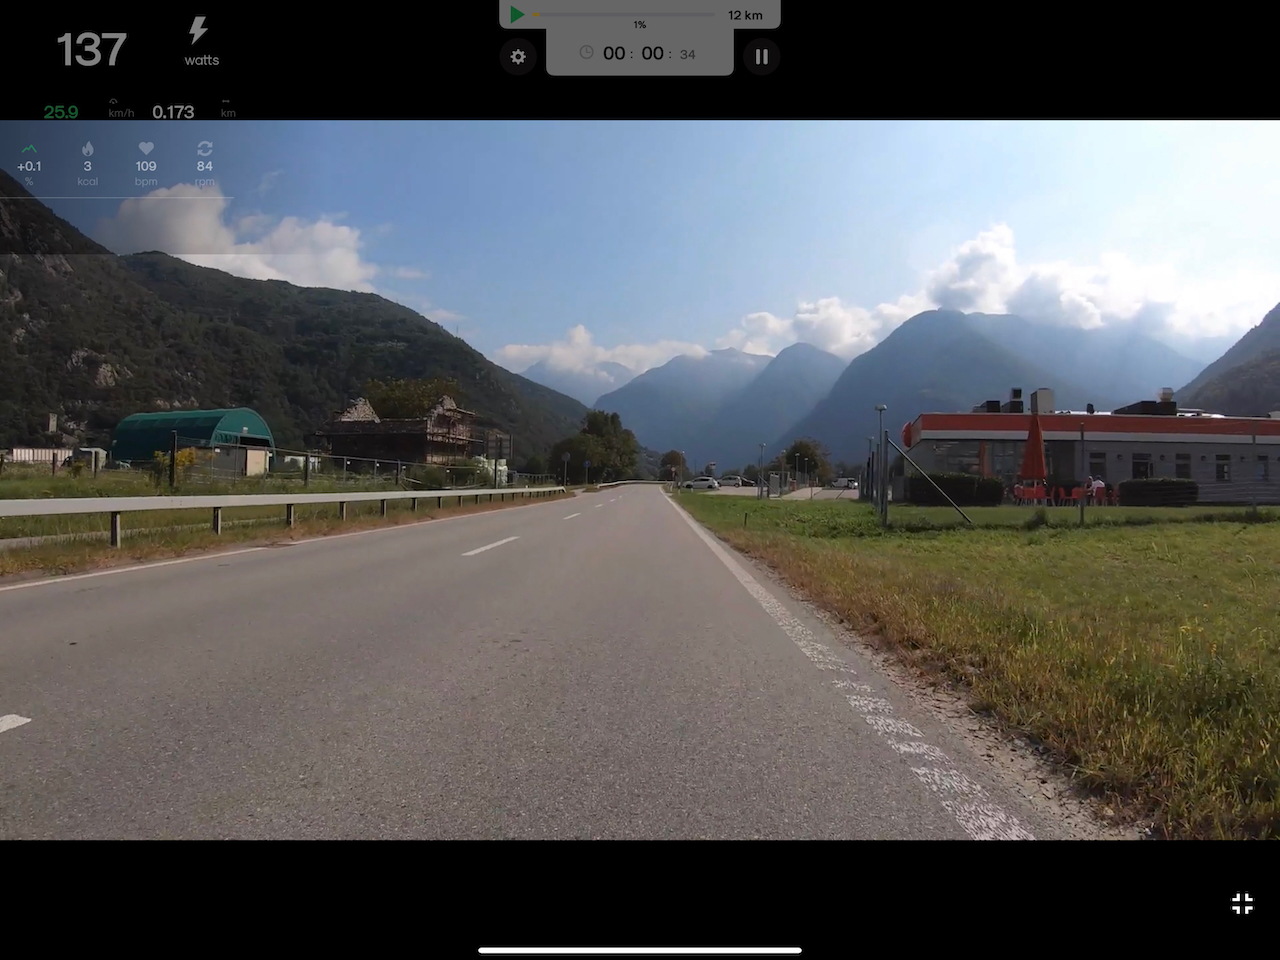 137
watts
25.9 km/h 0.173 km
+0.1 3 109 84
% kcal bpm rpm
12 km
1%
00 : 00 : 34